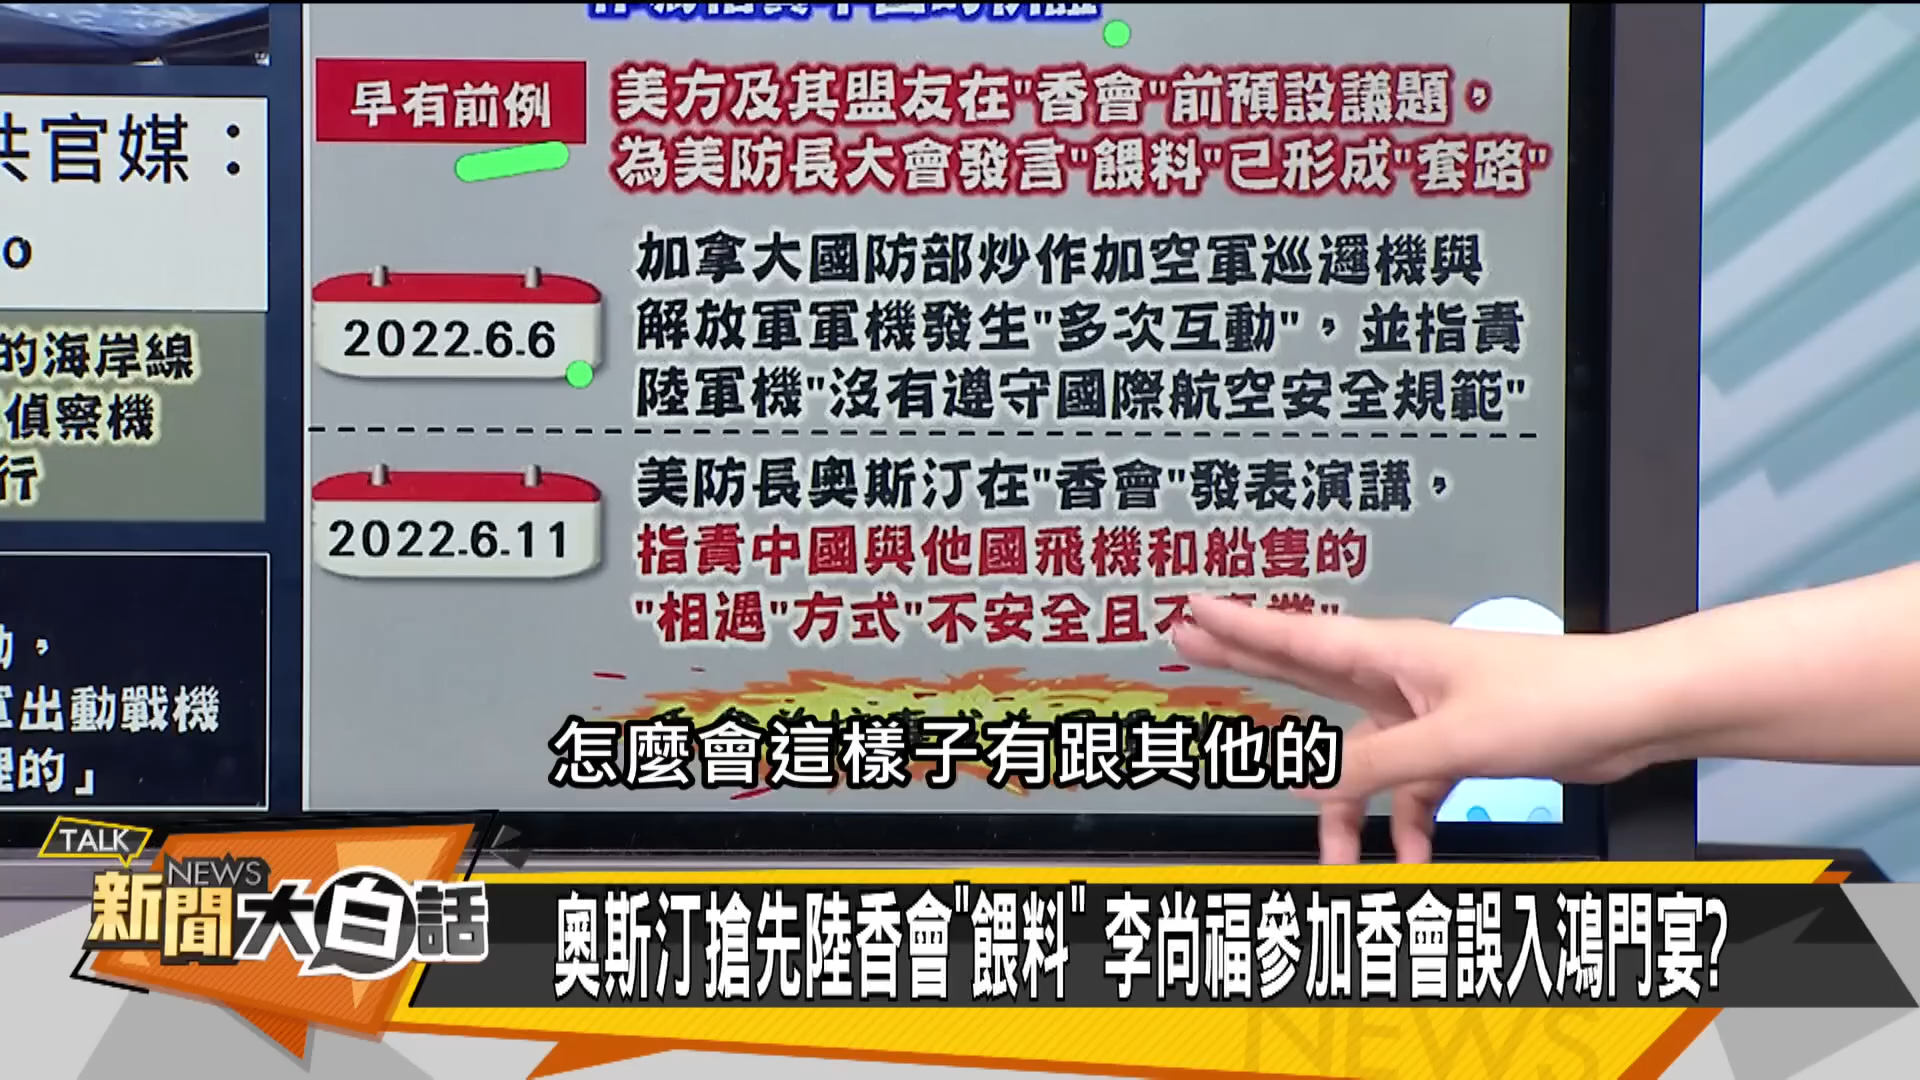 早有前例
美方及其盟友在"香會"前預設議題，
為美防長大會發言"餵料"已形成"套路"
2022.6.6
加拿大國防部炒作加空軍巡邏機與
解放軍軍機發生"多次互動"，並指責
陸軍機"沒有遵守國際航空安全規範"
2022.6.11
美防長奧斯汀在"香會"發表演講，
指責中國與他國飛機和船隻的
"相遇"方式"不安全且不
共官媒：
的海岸線
偵察機
行
動，
軍出動戰機
理的」
怎麼會這樣子有跟其他的
TALK
NEWS
新聞大白話
奧斯汀搶先陸香會"餵料" 李尚福參加香會誤入鴻門宴?
NEWS